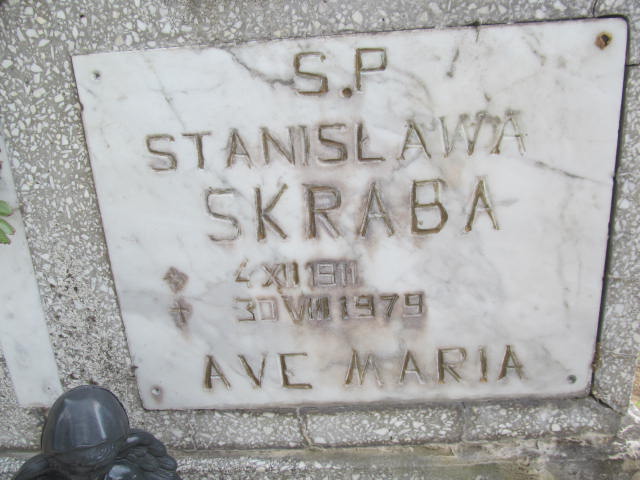 S.P
STANISŁAWA
SKRABA
4 XII 1911
30 VIII 1979
AVE MARIA